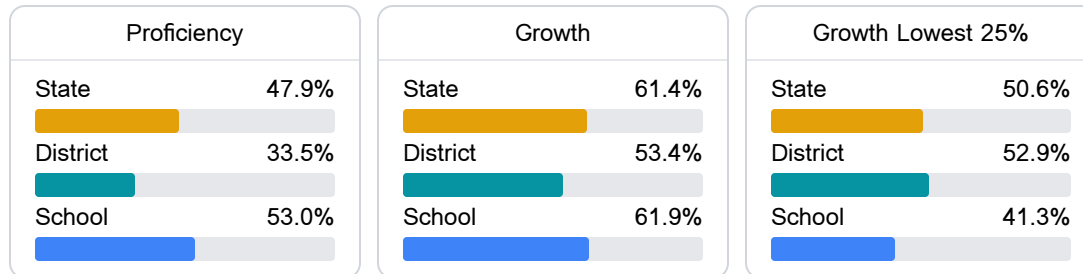 Proficiency
State 47.9%
District 33.5%
School 53.0%
Growth
State 61.4%
District 53.4%
School 61.9%
Growth Lowest 25%
State 50.6%
District 52.9%
School 41.3%